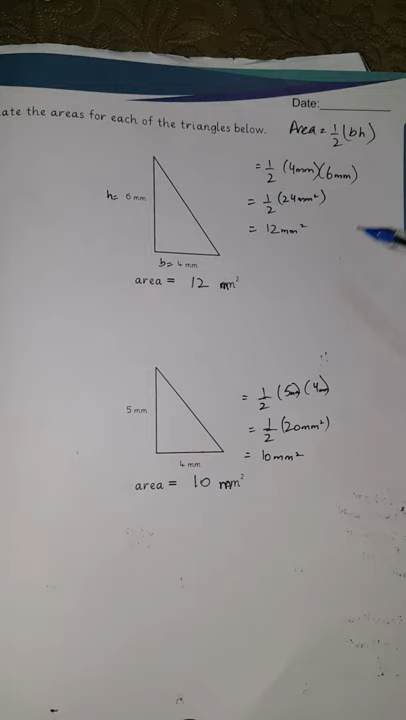 Date:
ate the areas for each of the triangles below.
Area = 1/2 (bh)
h= 6 mm
= 1/2 (4mm)(6mm)
= 1/2 (24mm²)
= 12mm²
b= 4 mm
area = 12 mm²
5 mm
= 1/2 (5m) (4m)
= 1/2 (20mm²)
= 10mm²
4 mm
area = 10 mm²